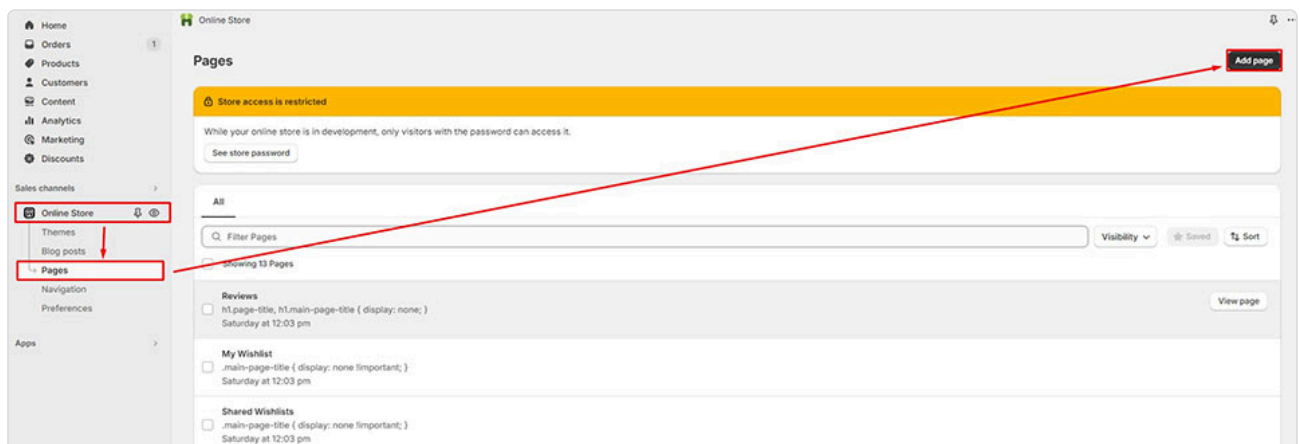 Home
Orders 1
Products
Customers
Content
Analytics
Marketing
Discounts
Sales channels
Online Store
Themes
Blog posts
Pages
Navigation
Preferences
Apps
Online Store
Pages
Add page
Store access is restricted
While your online store is in development, only visitors with the password can access it.
See store password
All
Filter Pages
Visibility
Saved
Sort
Showing 13 Pages
Reviews
h1.page-title, h1.main-page-title { display: none; }
Saturday at 12:03 pm
View page
My Wishlist
.main-page-title { display: none !important; }
Saturday at 12:03 pm
Shared Wishlists
.main-page-title { display: none !important; }
Saturday at 12:03 pm